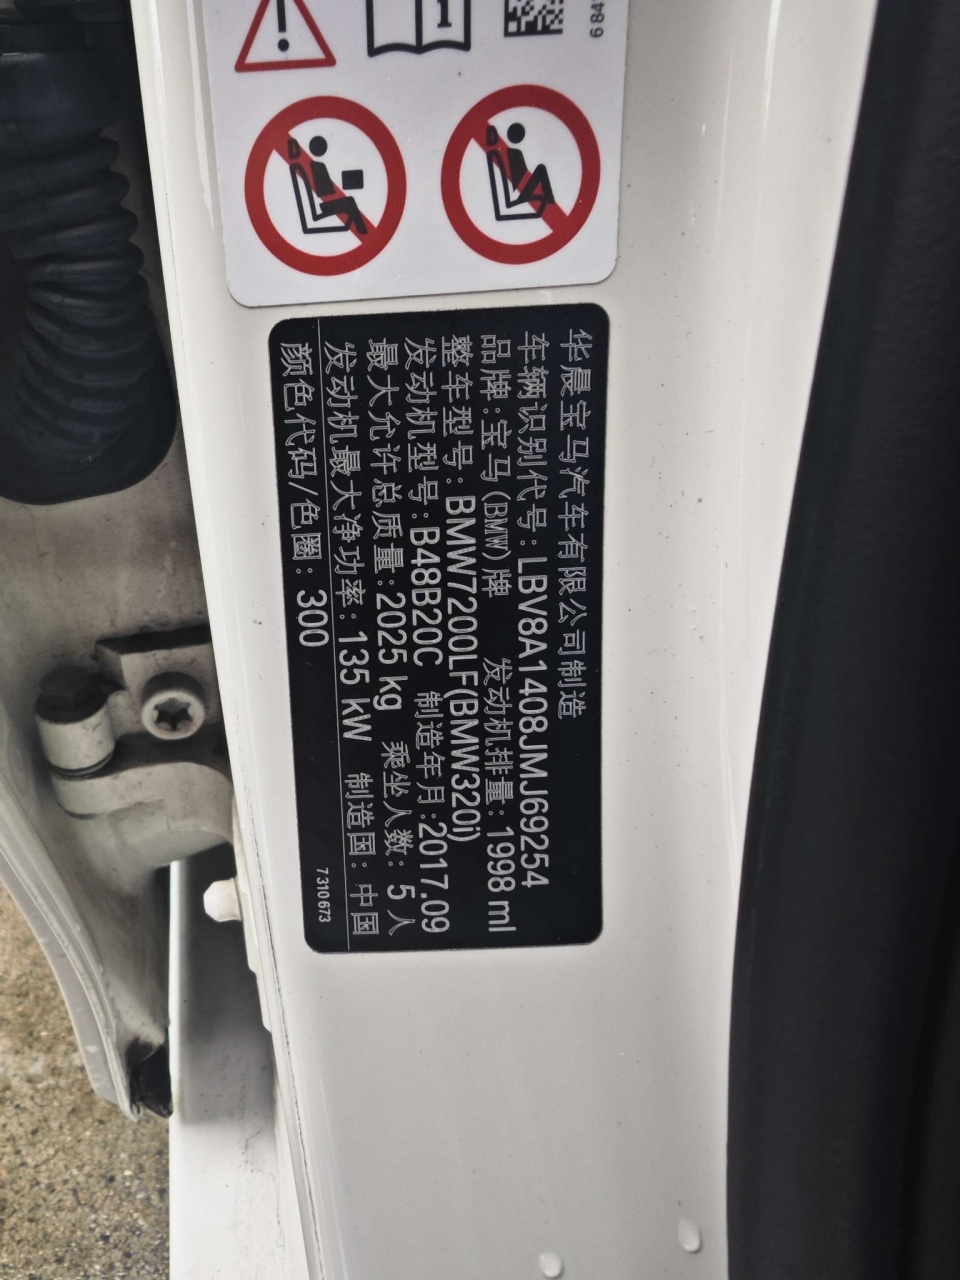 684
华晨宝马汽车有限公司制造
车辆识别代号:LBV8A1408JMJ69254
品牌:宝马(BMW)牌 发动机排量:1998 ml
整车型号:BMW7200LF(BMW320i)
发动机型号:B48B20C 制造年月:2017.09
最大允许总质量:2025 kg 乘坐人数: 5 人
发动机最大净功率:135 kW 制造国: 中国
颜色代码/色圈: 300
7310673